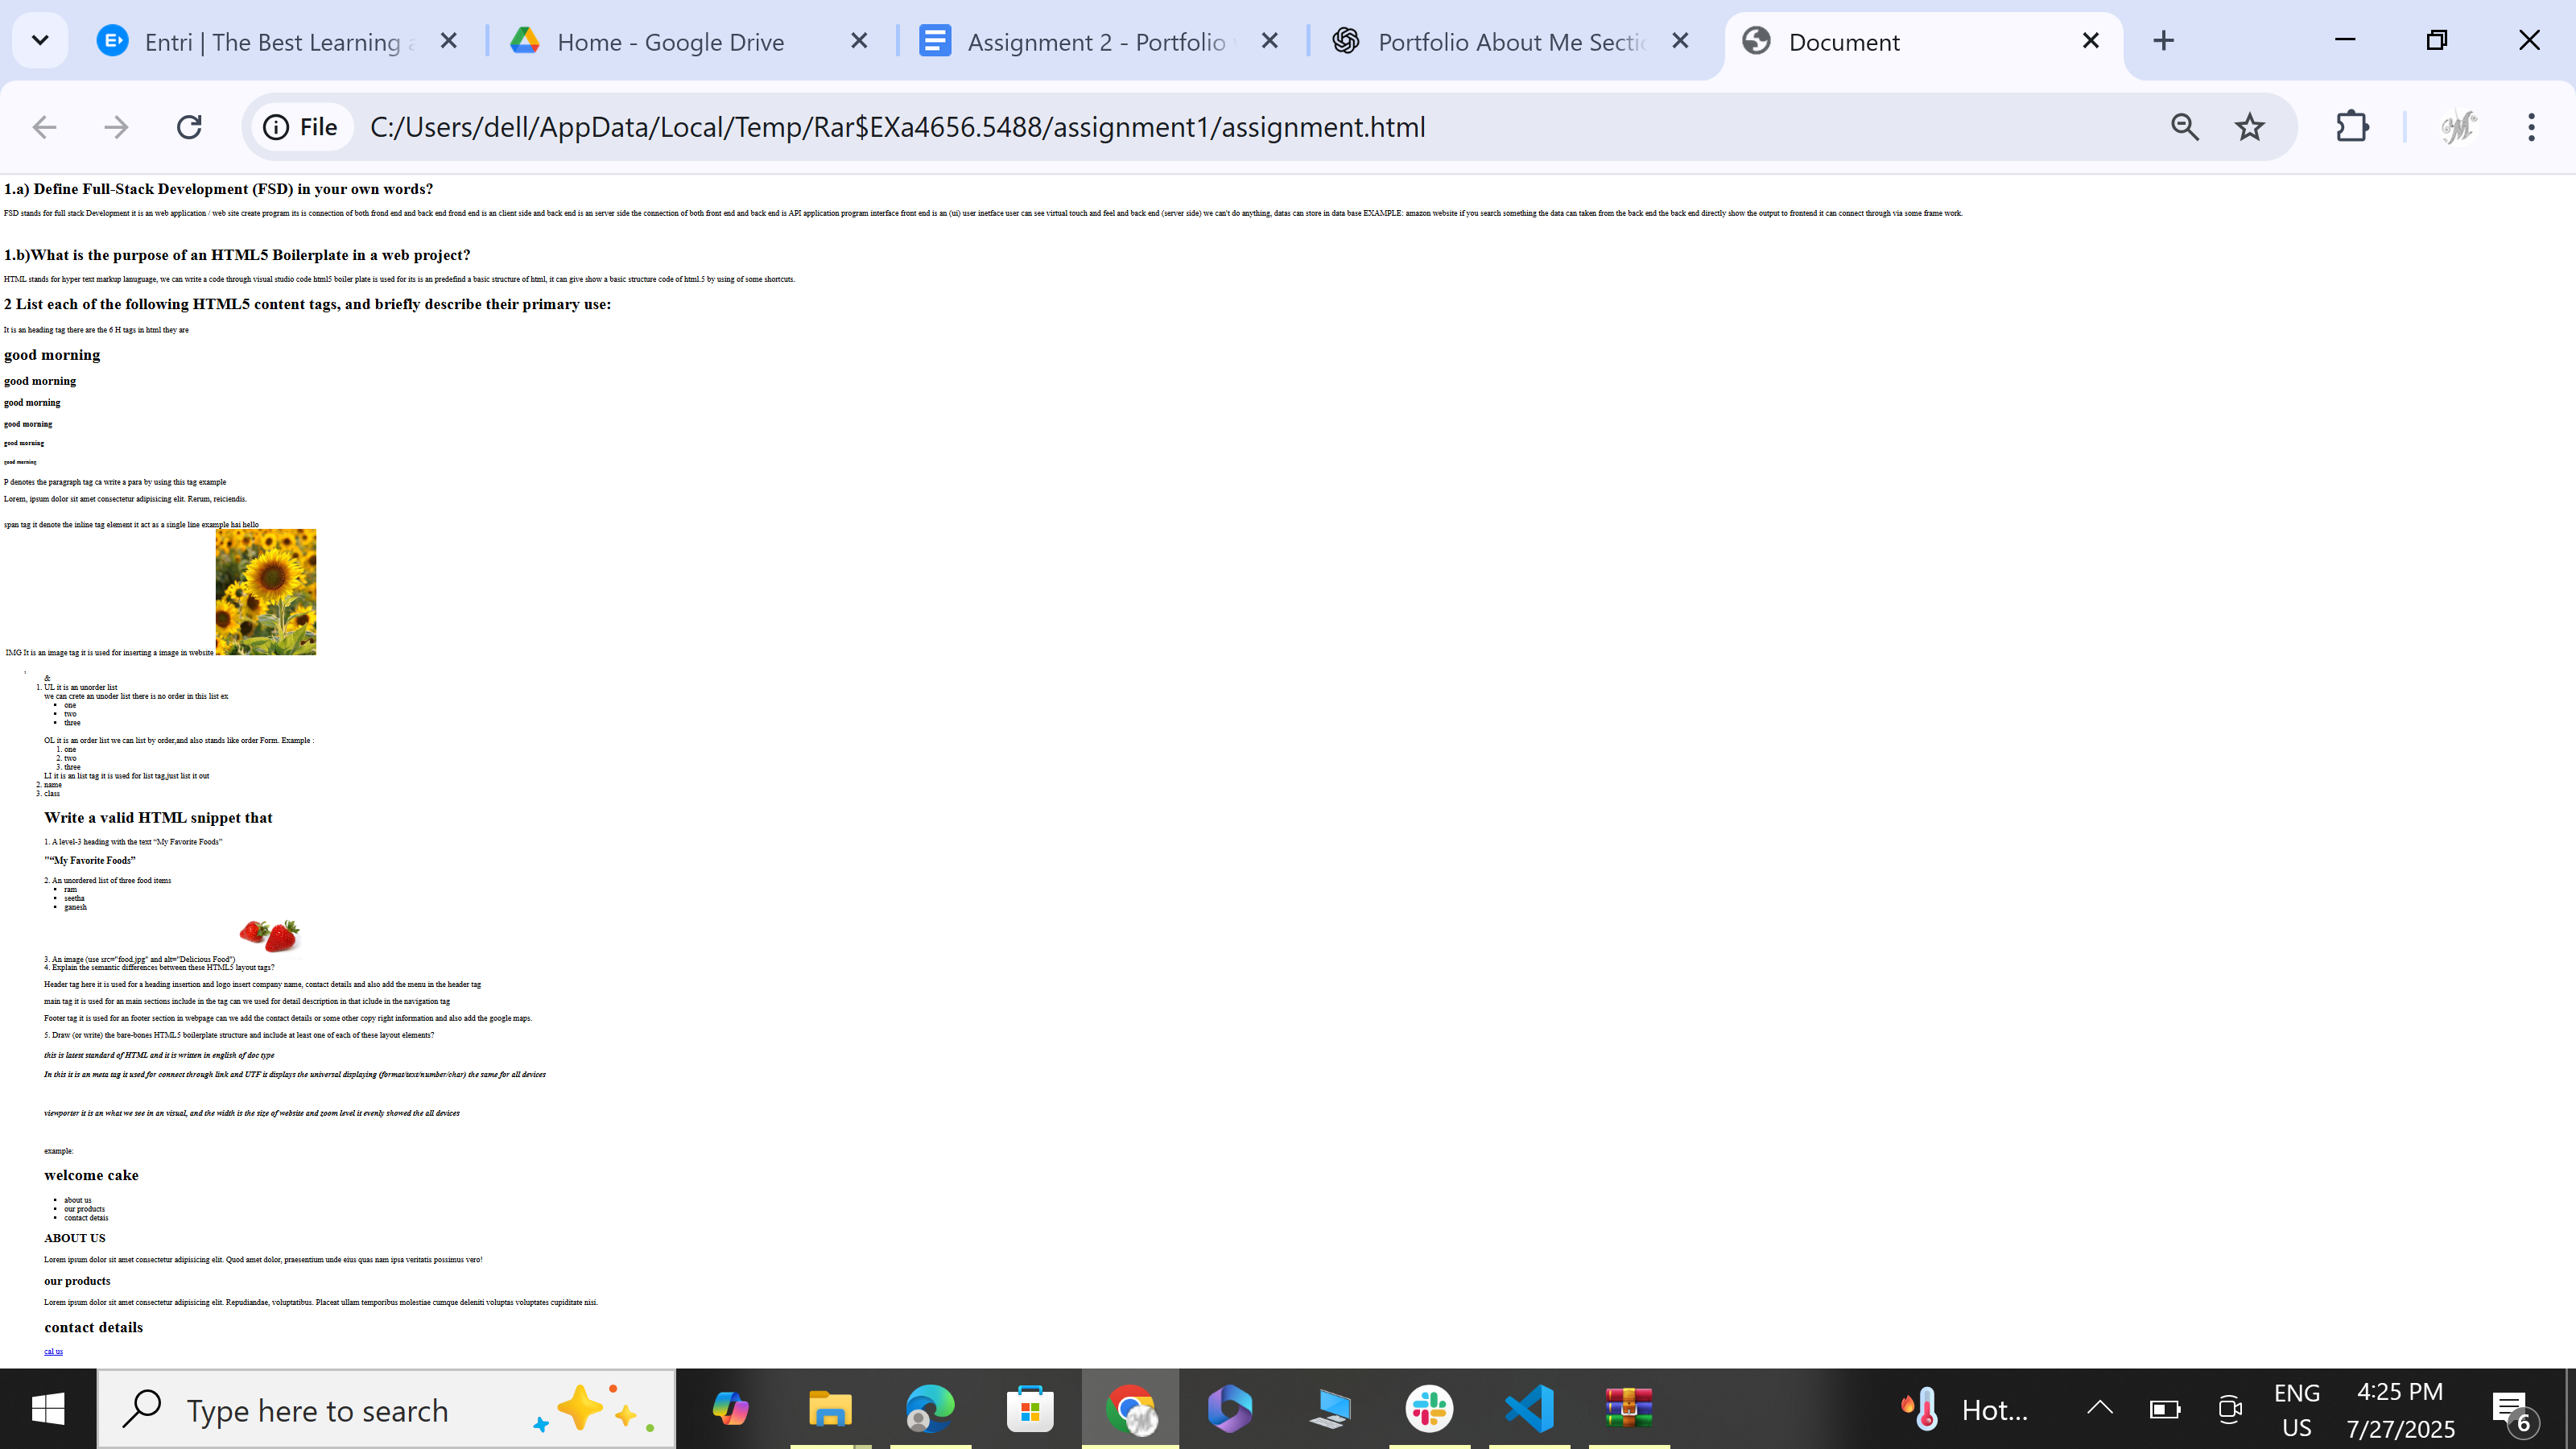 Entri | The Best Learning a
Home - Google Drive
Assignment 2 - Portfolio
Portfolio About Me Secti
Document
File
C:/Users/dell/AppData/Local/Temp/Rar$EXa4656.5488/assignment1/assignment.html
1.a) Define Full-Stack Development (FSD) in your own words?
FSD stands for full stack Development it is an web application / web site create program its is connection of both frond end and back end frond end is an client side and back end is an server side the connection of both front end and back end is API application program interface front end is an (ui) user inetface user can see virtual touch and feel and back end (server side) we can't do anything, datas can store in data base EXAMPLE: amazon website if you search something the data can taken from the back end the back end directly show the output to frontend it can connect through via some frame work.
1.b)What is the purpose of an HTML5 Boilerplate in a web project?
HTML stands for hyper text markup lanuguage, we can write a code through visual studio code html5 boiler plate is used for its is an predefind a basic structure of html, it can give show a basic structure code of html.5 by using of some shortcuts.
2 List each of the following HTML5 content tags, and briefly describe their primary use:
It is an heading tag there are the 6 H tags in html they are
good morning
good morning
good morning
good morning
good morning
good morning
P denotes the paragraph tag ca write a para by using this tag example
Lorem, ipsum dolor sit amet consectetur adipisicing elit. Rerum, reiciendis.
span tag it denote the inline tag element it act as a single line example hai hello
IMG It is an image tag it is used for inserting a image in website
&
1. UL it is an unorder list
we can crete an unoder list there is no order in this list ex
▪ one
▪ two
▪ three
OL it is an order list we can list by order,and also stands like order Form. Example :
1. one
2. two
3. three
LI it is an list tag it is used for list tag,just list it out
2. name
3. class
Write a valid HTML snippet that
1. A level-3 heading with the text “My Favorite Foods”
"“My Favorite Foods”
2. An unordered list of three food items
▪ ram
▪ seetha
▪ ganesh
3. An image (use src="food.jpg" and alt="Delicious Food")
4. Explain the semantic differences between these HTML5 layout tags?
Header tag here it is used for a heading insertion and logo insert company name, contact details and also add the menu in the header tag
main tag it is used for an main sections include in the tag can we used for detail description in that iclude in the navigation tag
Footer tag it is used for an footer section in webpage can we add the contact details or some other copy right information and also add the google maps.
5. Draw (or write) the bare-bones HTML5 boilerplate structure and include at least one of each of these layout elements?
this is latest standard of HTML and it is written in english of doc type
In this it is an meta tag it used for connect through link and UTF it displays the universal displaying (format/text/number/char) the same for all devices
viewporter it is an what we see in an visual, and the width is the size of website and zoom level it evenly showed the all devices
example:
welcome cake
▪ about us
▪ our products
▪ contact detais
ABOUT US
Lorem ipsum dolor sit amet consectetur adipisicing elit. Quod amet dolor, praesentium unde eius quas nam ipsa veritatis possimus vero!
our products
Lorem ipsum dolor sit amet consectetur adipisicing elit. Repudiandae, voluptatibus. Placeat ullam temporibus molestiae cumque deleniti voluptas voluptates cupiditate nisi.
contact details
cal us
Type here to search
Hot...
ENG
US
4:25 PM
7/27/2025
6